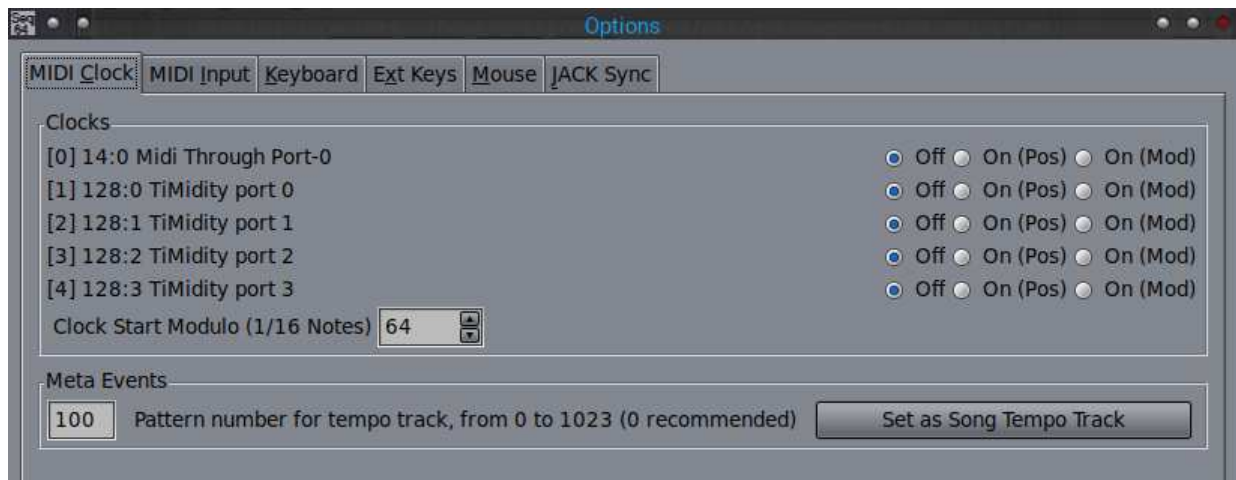 Seq 64
Options
MIDI Clock MIDI Input Keyboard Ext Keys Mouse JACK Sync
Clocks
[0] 14:0 Midi Through Port-0 Off On (Pos) On (Mod)
[1] 128:0 TiMidity port 0 Off On (Pos) On (Mod)
[2] 128:1 TiMidity port 1 Off On (Pos) On (Mod)
[3] 128:2 TiMidity port 2 Off On (Pos) On (Mod)
[4] 128:3 TiMidity port 3 Off On (Pos) On (Mod)
Clock Start Modulo (1/16 Notes) 64
Meta Events
100 Pattern number for tempo track, from 0 to 1023 (0 recommended) Set as Song Tempo Track